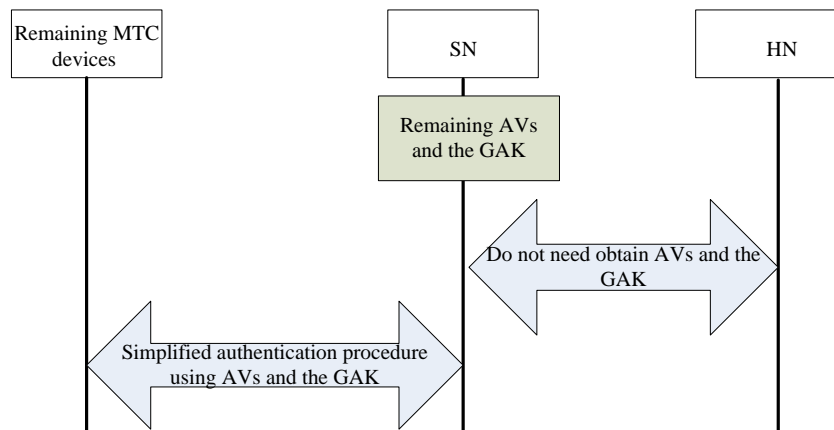 Remaining MTC
devices
SN
HN
Remaining AVs
and the GAK
Do not need obtain AVs and the
GAK
Simplified authentication procedure
using AVs and the GAK